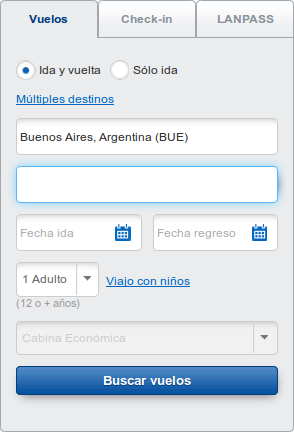 Vuelos Check-in LANPASS
Ida y vuelta Sólo ida
Múltiples destinos
Buenos Aires, Argentina (BUE)
Fecha ida Fecha regreso
1 Adulto Viajo con niños
(12 o + años)
Cabina Económica
Buscar vuelos